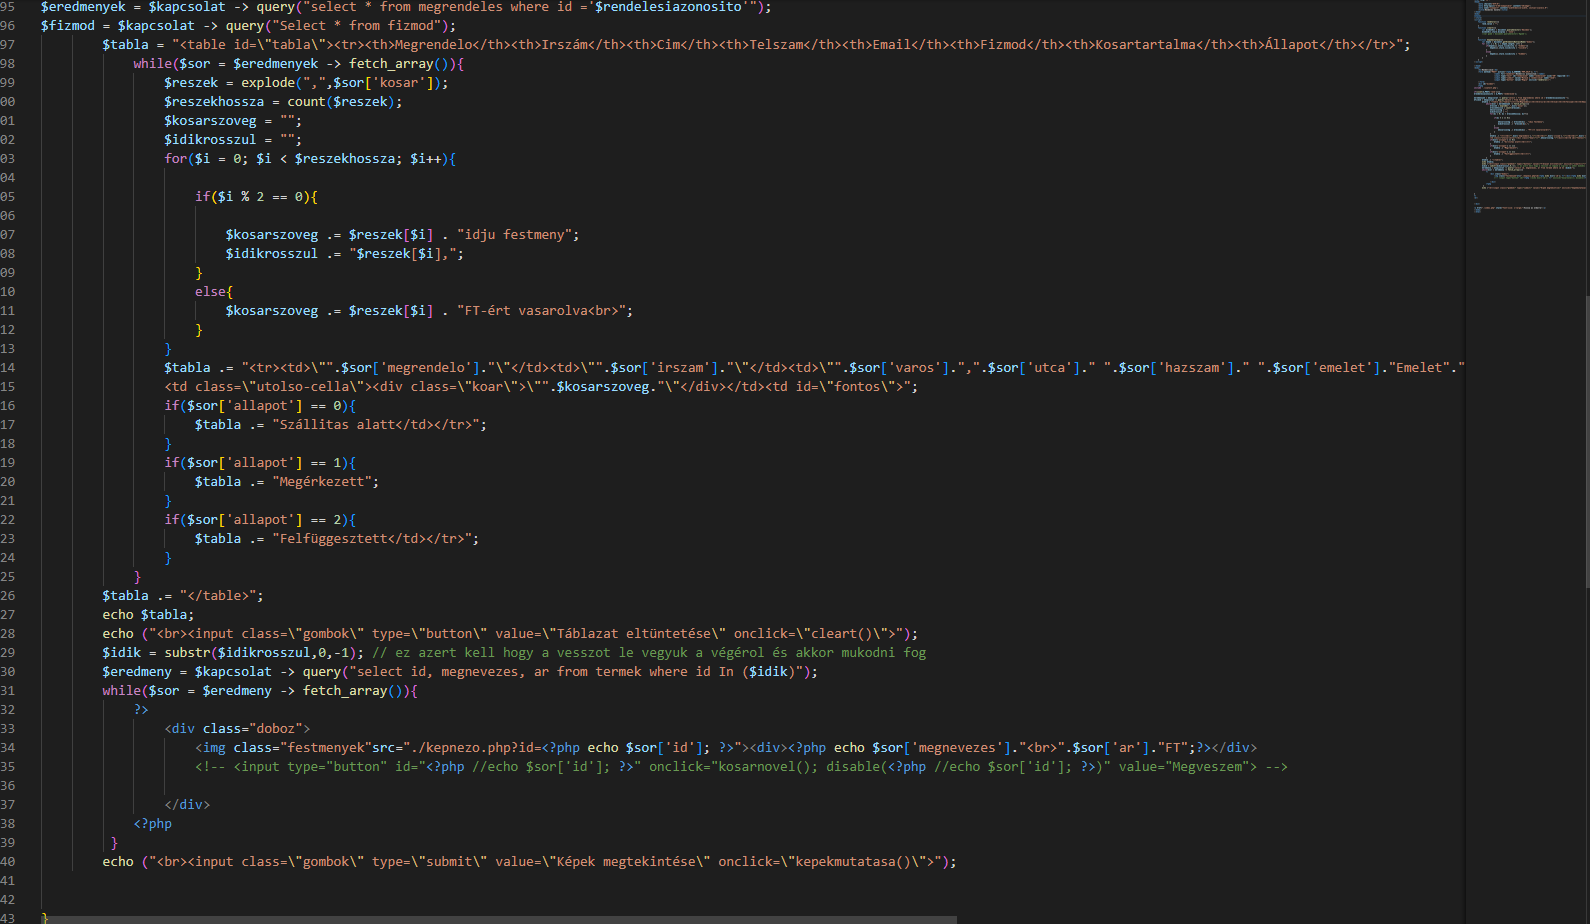 95 $eredmenyek = $kapcsolat -> query("select * from megrendeles where id ='$rendelesiazonosito'");
96 $fizmod = $kapcsolat -> query("Select * from fizmod");
97 $tabla = "<table id=\"tabla\"><tr><th>Megrendelo</th><th>Irszám</th><th>Cim</th><th>Telszam</th><th>Email</th><th>Fizmod</th><th>Kosartartalma</th><th>Állapot</th></tr>";
98 while($sor = $eredmenyek -> fetch_array()){
99 $reszek = explode(",",$sor['kosar']);
00 $reszekhossza = count($reszek);
01 $kosarszoveg = "";
02 $idikrosszul = "";
03 for($i = 0; $i < $reszekhossza; $i++){
04
05 if($i % 2 == 0){
06
07 $kosarszoveg .= $reszek[$i] . "idju festmeny";
08 $idikrosszul .= "$reszek[$i],";
09 }
10 else{
11 $kosarszoveg .= $reszek[$i] . "FT-ért vasarolva<br>";
12 }
13 }
14 $tabla .= "<tr><td>\"".$sor['megrendelo']."\"</td><td>\"".$sor['irszam']."\"</td><td>\"".$sor['varos'].",".$sor['utca']." ".$sor['hazszam']." ".$sor['emelet']."Emelet"."
15 <td class=\"utolso-cella\"><div class=\"koar\">\"".$kosarszoveg."\"</div></td><td id=\"fontos\">";
16 if($sor['allapot'] == 0){
17 $tabla .= "Szállitas alatt</td></tr>";
18 }
19 if($sor['allapot'] == 1){
20 $tabla .= "Megérkezett";
21 }
22 if($sor['allapot'] == 2){
23 $tabla .= "Felfüggesztett</td></tr>";
24 }
25 }
26 $tabla .= "</table>";
27 echo $tabla;
28 echo ("<br><input class=\"gombok\" type=\"button\" value=\"Táblazat eltüntetése\" onclick=\"cleart()\">");
29 $idik = substr($idikrosszul,0,-1); // ez azert kell hogy a vesszot le vegyuk a végérol és akkor mukodni fog
30 $eredmeny = $kapcsolat -> query("select id, megnevezes, ar from termek where id In ($idik)");
31 while($sor = $eredmeny -> fetch_array()){
32 ?>
33 <div class="doboz">
34 <img class="festmenyek"src="./kepnezo.php?id=<?php echo $sor['id']; ?>"><div><?php echo $sor['megnevezes']."<br>".$sor['ar']."FT";?></div>
35 <!-- <input type="button" id="<?php //echo $sor['id']; ?>" onclick="kosarnovel(); disable(<?php //echo $sor['id']; ?>)" value="Megveszem"> -->
36
37 </div>
38 <?php
39 }
40 echo ("<br><input class=\"gombok\" type=\"submit\" value=\"Képek megtekintése\" onclick=\"kepekmutatasa()\">");
41
42
43 }